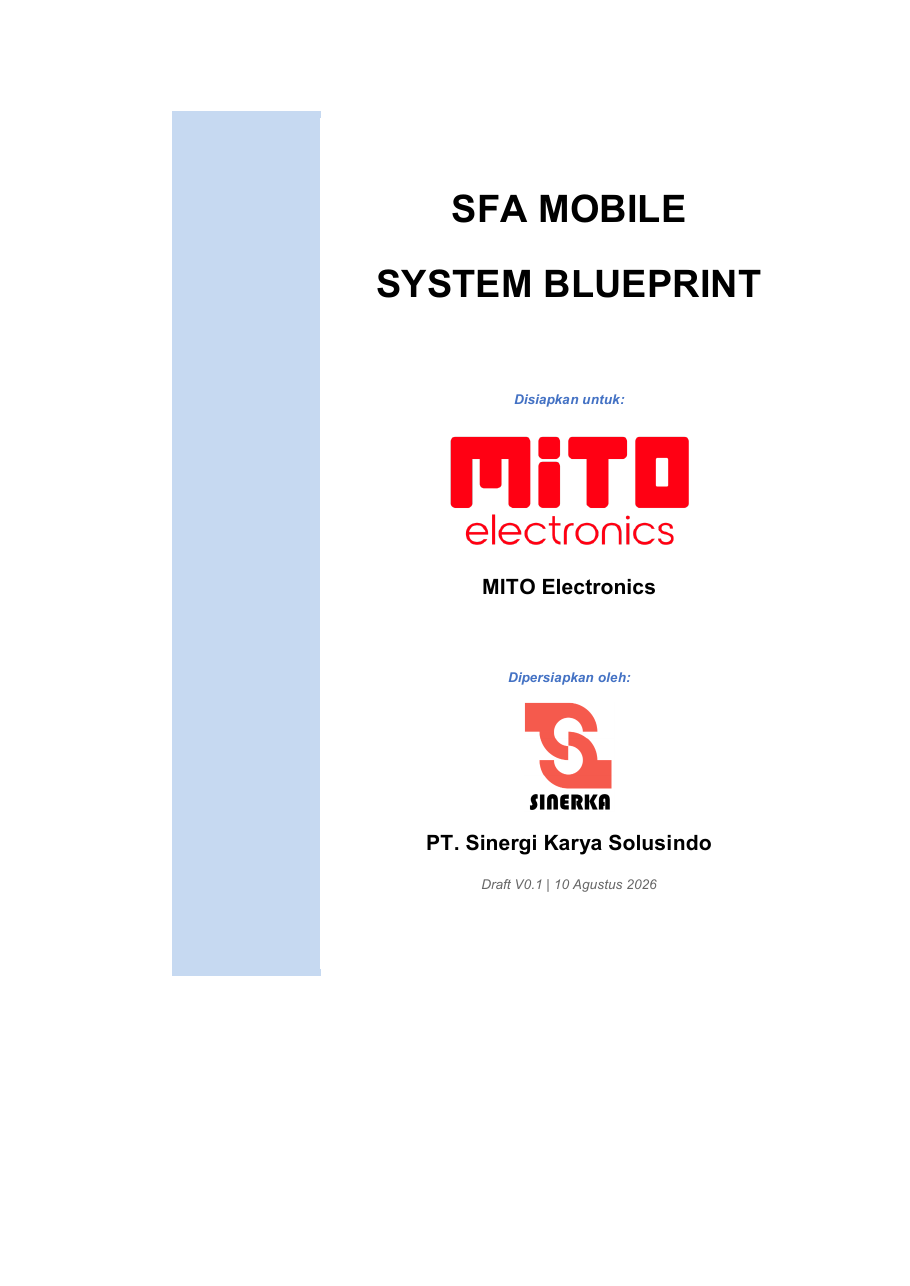 SFA MOBILE
SYSTEM BLUEPRINT
Disiapkan untuk:
MiTO
electronics
MITO Electronics
Dipersiapkan oleh:
SINERKA
PT. Sinergi Karya Solusindo
Draft V0.1 | 10 Agustus 2026